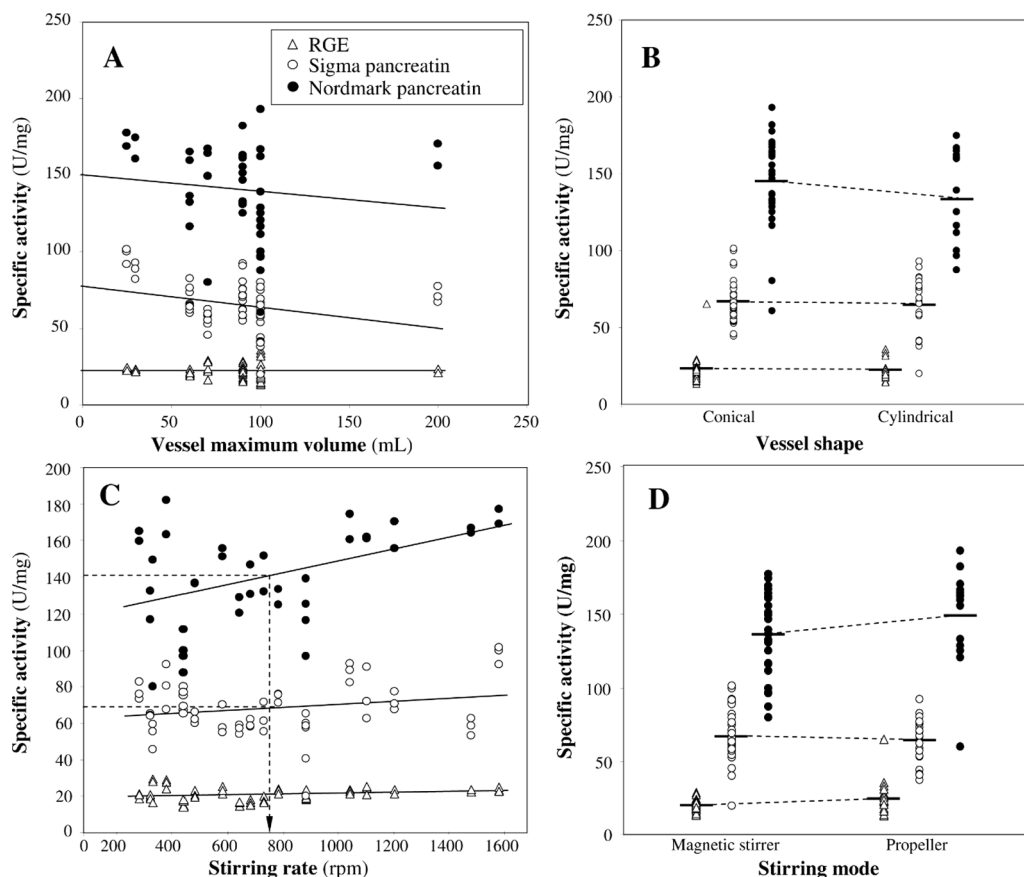 A
250
200
150
100
50
0
Specific activity (U/mg)
RGE
Sigma pancreatin
Nordmark pancreatin
0 50 100 150 200 250
Vessel maximum volume (mL)
B
250
200
150
100
50
0
Specific activity (U/mg)
Conical Cylindrical
Vessel shape
C
200
180
160
140
120
100
80
60
40
20
0
Specific activity (U/mg)
0 200 400 600 800 1000 1200 1400 1600
Stirring rate (rpm)
D
250
200
150
100
50
0
Specific activity (U/mg)
Magnetic stirrer Propeller
Stirring mode